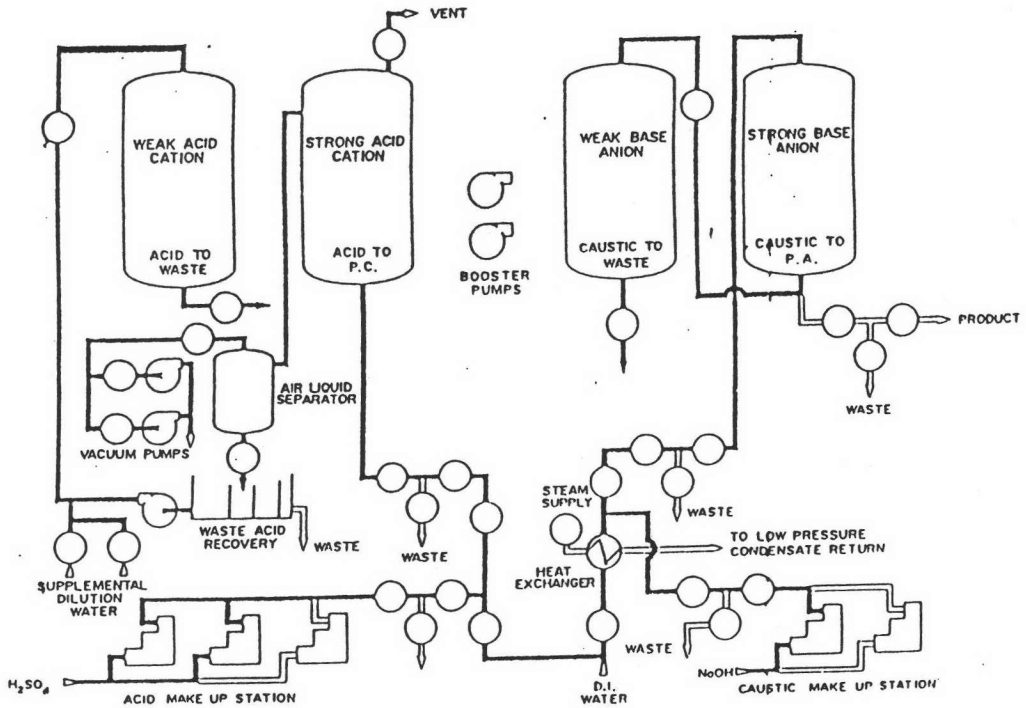 VENT
WEAK ACID
CATION
STRONG ACID
CATION
WEAK BASE
ANION
STRONG BASE
ANION
ACID TO
WASTE
ACID TO
P.C.
BOOSTER
PUMPS
CAUSTIC TO
WASTE
CAUSTIC TO
P.A.
PRODUCT
WASTE
AIR LIQUID
SEPARATOR
VACUUM PUMPS
WASTE ACID
RECOVERY
WASTE
WASTE
STEAM
SUPPLY
WASTE
TO LOW PRESSURE
CONDENSATE RETURN
HEAT
EXCHANGER
SUPPLEMENTAL
DILUTION
WATER
WASTE
H₂SO₄
ACID MAKE UP STATION
D.I.
WATER
NaOH
CAUSTIC MAKE UP STATION